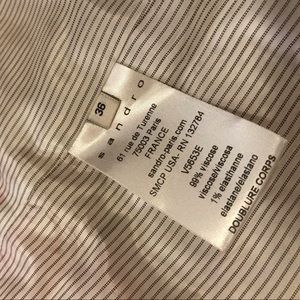 36
sandro
61 rue de Turenne
75003 Paris
FRANCE
sandro-paris.com
SMCP USA- RN 132784
V5653E
99% viscose
viscose/viscosa
1% elasthanne
elastane/elastano
DOUBLURE CORPS